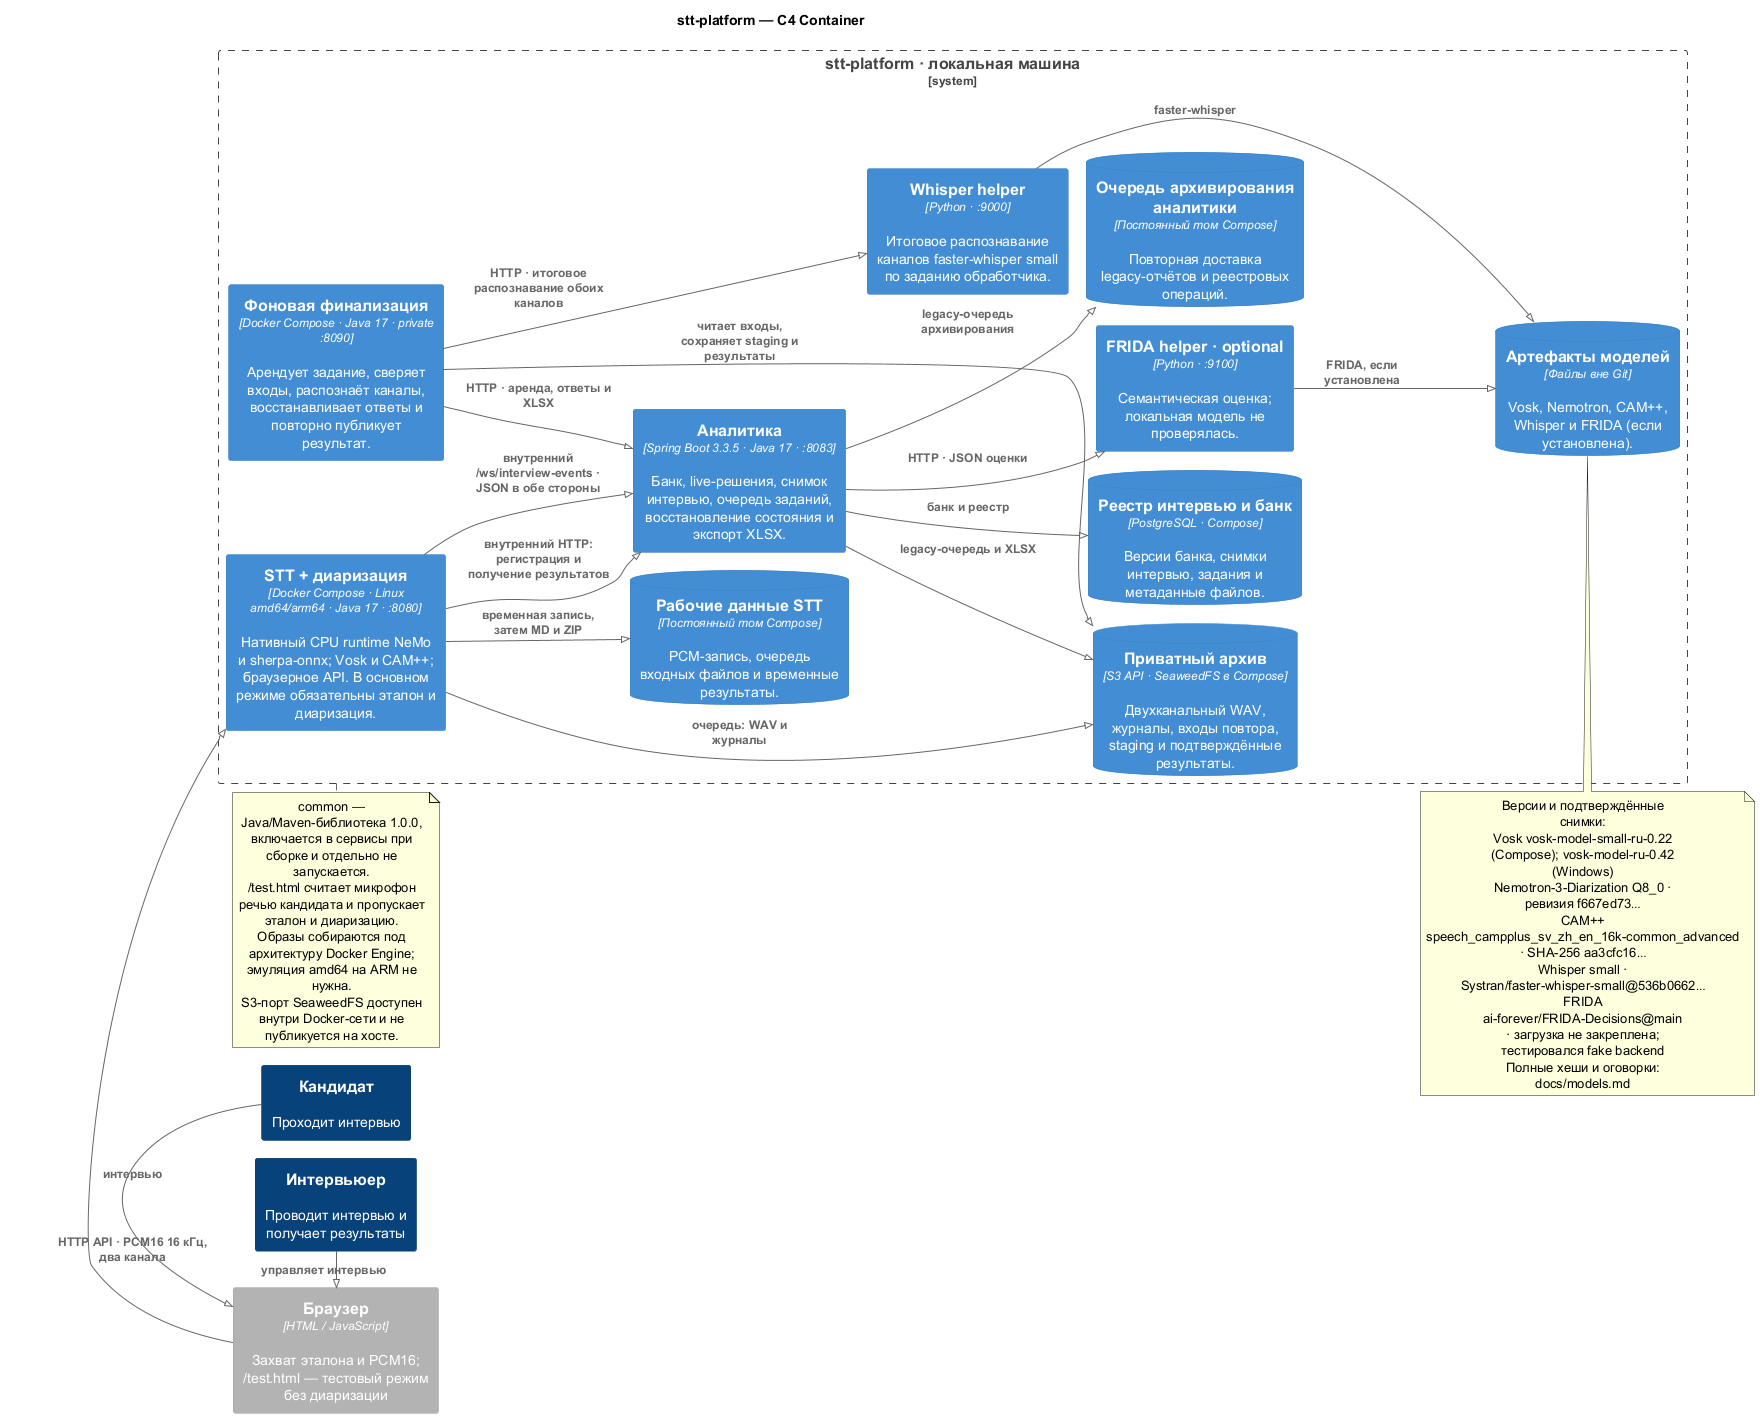 stt-platform — C4 Container
stt-platform · локальная машина
[system]
faster-whisper
Whisper helper
[Python · :9000]
Итоговое распознавание
каналов faster-whisper small
по заданию обработчика.
Очередь архивирования
аналитики
[Постоянный том Compose]
Повторная доставка
legacy-отчётов и реестровых
операций.
HTTP · итоговое
распознавание обоих
каналов
Фоновая финализация
[Docker Compose · Java 17 · private
:8090]
Арендует задание, сверяет
входы, распознаёт каналы,
восстанавливает ответы и
повторно публикует
результат.
читает входы,
сохраняет staging и
результаты
legacy-очередь
архивирования
FRIDA helper · optional
[Python · :9100]
Семантическая оценка;
локальная модель не
проверялась.
FRIDA, если
установлена
Артефакты моделей
[Файлы вне Git]
Vosk, Nemotron, CAM++,
Whisper и FRIDA (если
установлена).
HTTP · аренда, ответы и
XLSX
Аналитика
[Spring Boot 3.3.5 · Java 17 · :8083]
Банк, live-решения, снимок
интервью, очередь заданий,
восстановление состояния и
экспорт XLSX.
внутренний
/ws/interview-events ·
JSON в обе стороны
HTTP · JSON оценки
банк и реестр
Реестр интервью и банк
[PostgreSQL · Compose]
Версии банка, снимки
интервью, задания и
метаданные файлов.
внутренний HTTP:
регистрация и
получение результатов
legacy-очередь и XLSX
STT + диаризация
[Docker Compose · Linux
amd64/arm64 · Java 17 · :8080]
Нативный CPU runtime NeMo
и sherpa-onnx; Vosk и CAM++;
браузерное API. В основном
режиме обязательны эталон и
диаризация.
временная запись,
затем MD и ZIP
Рабочие данные STT
[Постоянный том Compose]
PCM-запись, очередь
входных файлов и временные
результаты.
Приватный архив
[S3 API · SeaweedFS в Compose]
Двухканальный WAV,
журналы, входы повтора,
staging и подтверждённые
результаты.
очередь: WAV и
журналы
common —
Java/Maven-библиотека 1.0.0,
включается в сервисы при
сборке и отдельно не
запускается.
/test.html считает микрофон
речью кандидата и пропускает
эталон и диаризацию.
Образы собираются под
архитектуру Docker Engine;
эмуляция amd64 на ARM не
нужна.
S3-порт SeaweedFS доступен
внутри Docker-сети и не
публикуется на хосте.
Версии и подтверждённые
снимки:
Vosk vosk-model-small-ru-0.22
(Compose); vosk-model-ru-0.42
(Windows)
Nemotron-3-Diarization Q8_0 ·
ревизия f667ed73...
CAM++
speech_campplus_sv_zh_en_16k-common_advanced
· SHA-256 aa3cfc16...
Whisper small ·
Systran/faster-whisper-small@536b0662...
FRIDA
ai-forever/FRIDA-Decisions@main
· загрузка не закреплена;
тестировался fake backend
Полные хеши и оговорки:
docs/models.md
Кандидат
Проходит интервью
интервью
Интервьюер
Проводит интервью и
получает результаты
HTTP API · PCM16 16 кГц,
два канала
управляет интервью
Браузер
[HTML / JavaScript]
Захват эталона и PCM16;
/test.html — тестовый режим
без диаризации